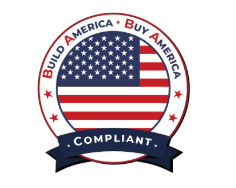 BUILD AMERICA · BUY AMERICA
· COMPLIANT ·